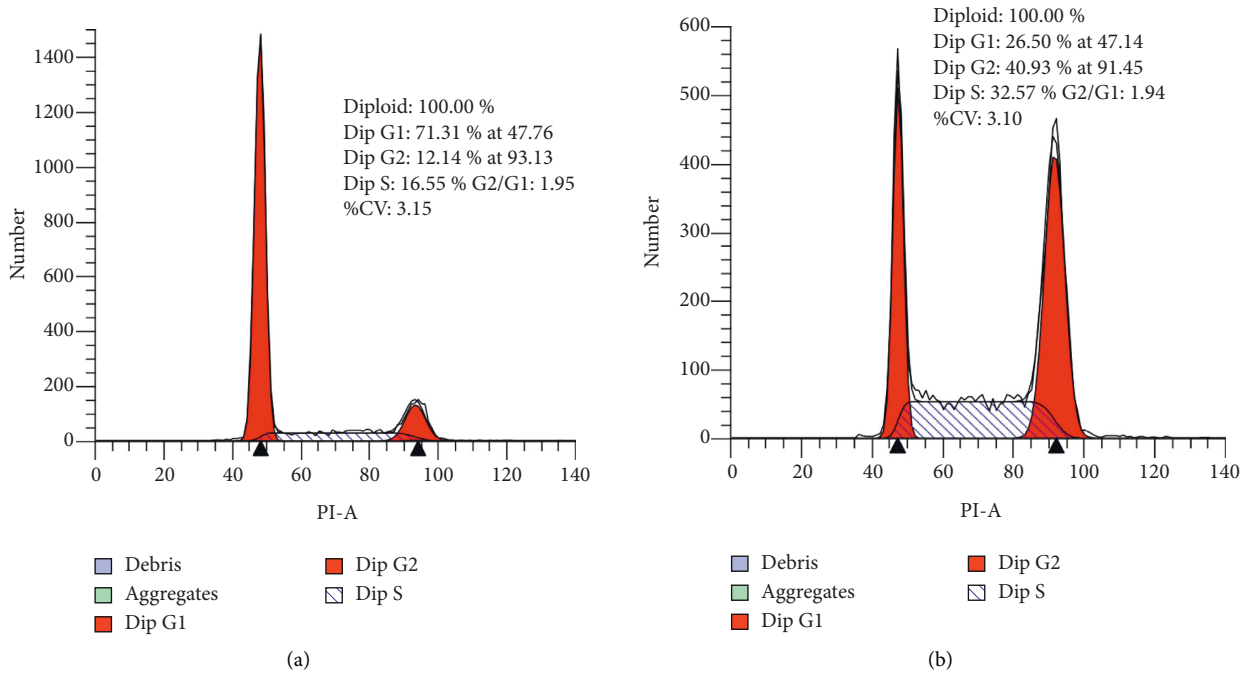 1400
1200
1000
800
600
400
200
0
Number
Diploid: 100.00 %
Dip G1: 71.31 % at 47.76
Dip G2: 12.14 % at 93.13
Dip S: 16.55 % G2/G1: 1.95
%CV: 3.15
0 20 40 60 80 100 120 140
PI-A
Debris Dip G2
Aggregates Dip S
Dip G1
(a)
600
500
400
300
200
100
0
Number
Diploid: 100.00 %
Dip G1: 26.50 % at 47.14
Dip G2: 40.93 % at 91.45
Dip S: 32.57 % G2/G1: 1.94
%CV: 3.10
0 20 40 60 80 100 120 140
PI-A
Debris Dip G2
Aggregates Dip S
Dip G1
(b)